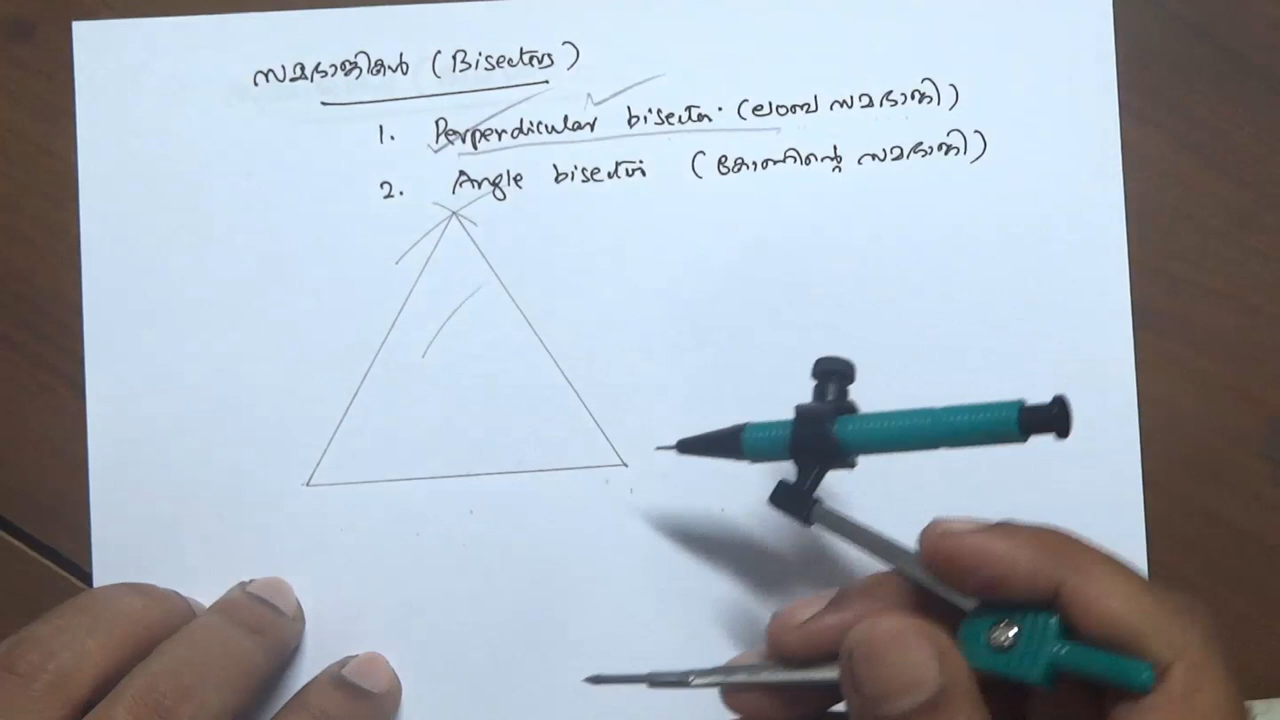 സമഭാജികൾ (Bisectors)
1. Perpendicular bisector. (ലംബ സമഭാജി)
2. Angle bisector (കോണിന്റെ സമഭാജി)